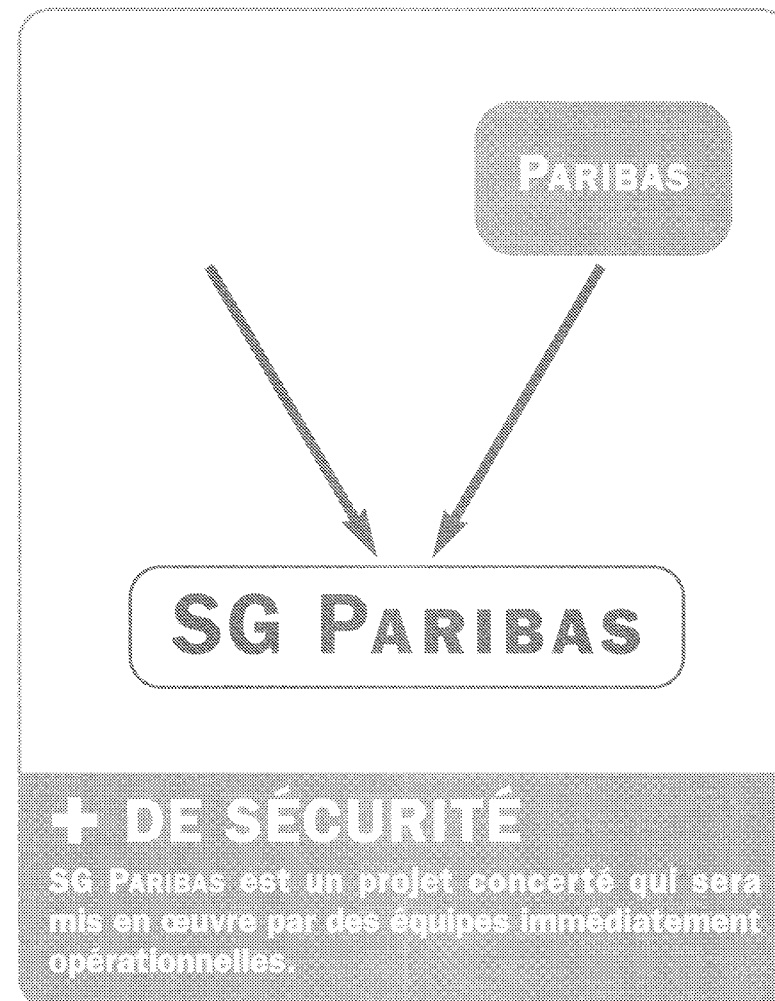 PARIBAS
SG PARIBAS
+ DE SÉCURITÉ
SG PARIBAS est un projet concerté qui sera
mis en œuvre par des équipes immédiatement
opérationnelles.